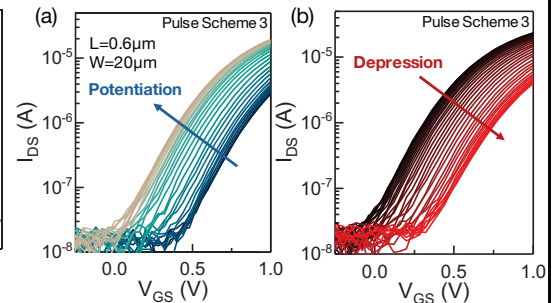 (a)
Pulse Scheme 3
L=0.6μm
W=20μm
Potentiation
10⁻⁵
10⁻⁶
10⁻⁷
10⁻⁸
I_DS (A)
0.0 0.5 1.0
V_GS (V)
(b)
Pulse Scheme 3
Depression
10⁻⁵
10⁻⁶
10⁻⁷
10⁻⁸
I_DS (A)
0.0 0.5 1.0
V_GS (V)